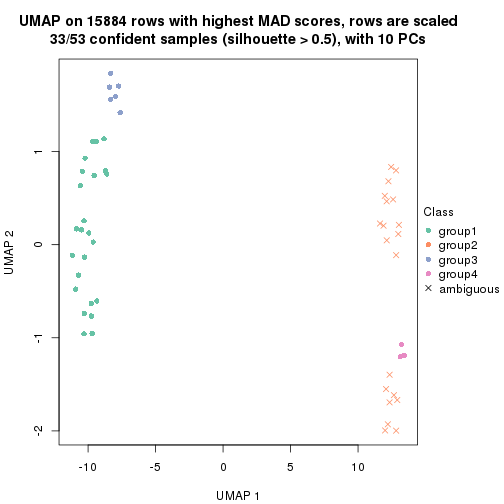 UMAP on 15884 rows with highest MAD scores, rows are scaled
33/53 confident samples (silhouette > 0.5), with 10 PCs
UMAP 2
1
0
-1
-2
-10
-5
0
5
10
UMAP 1
Class
group1
group2
group3
group4
ambiguous